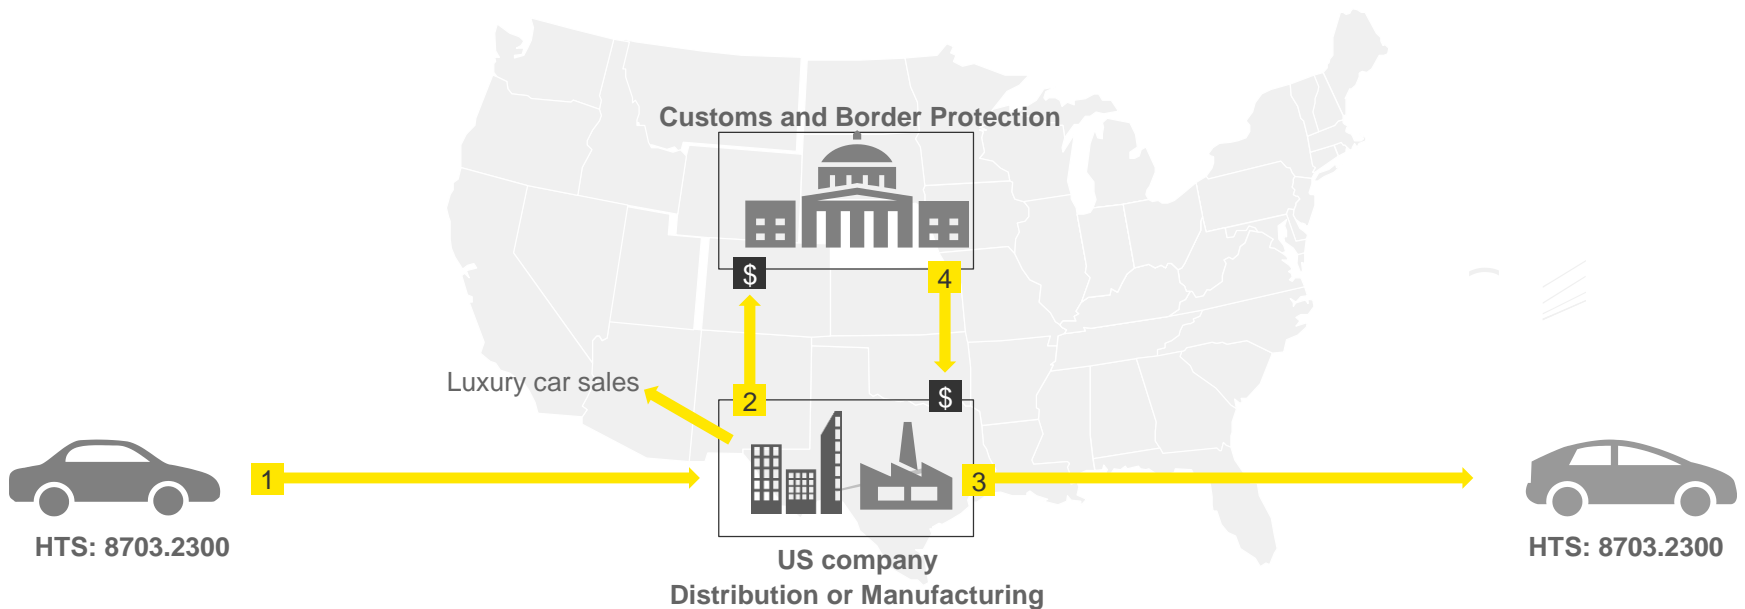 Customs and Border Protection
$
4
Luxury car sales
2
$
1
3
HTS: 8703.2300
HTS: 8703.2300
US company
Distribution or Manufacturing